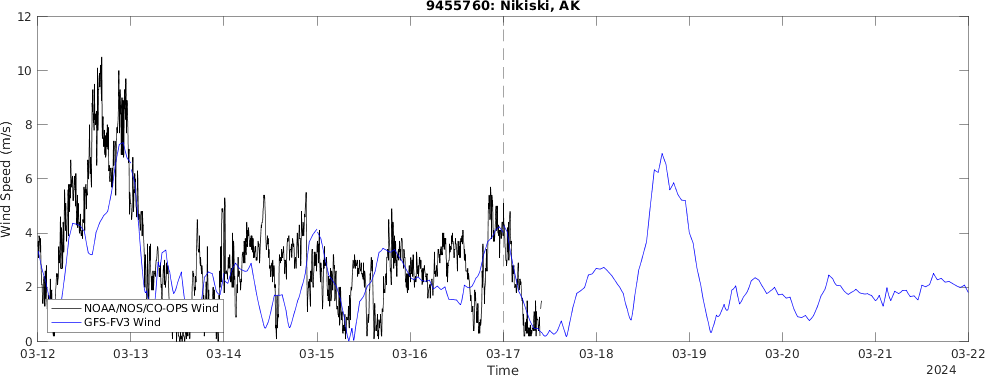 9455760: Nikiski, AK
Wind Speed (m/s)
12
10
8
6
4
2
0
NOAA/NOS/CO-OPS Wind
GFS-FV3 Wind
03-12 03-13 03-14 03-15 03-16 03-17 03-18 03-19 03-20 03-21 03-22
Time
2024